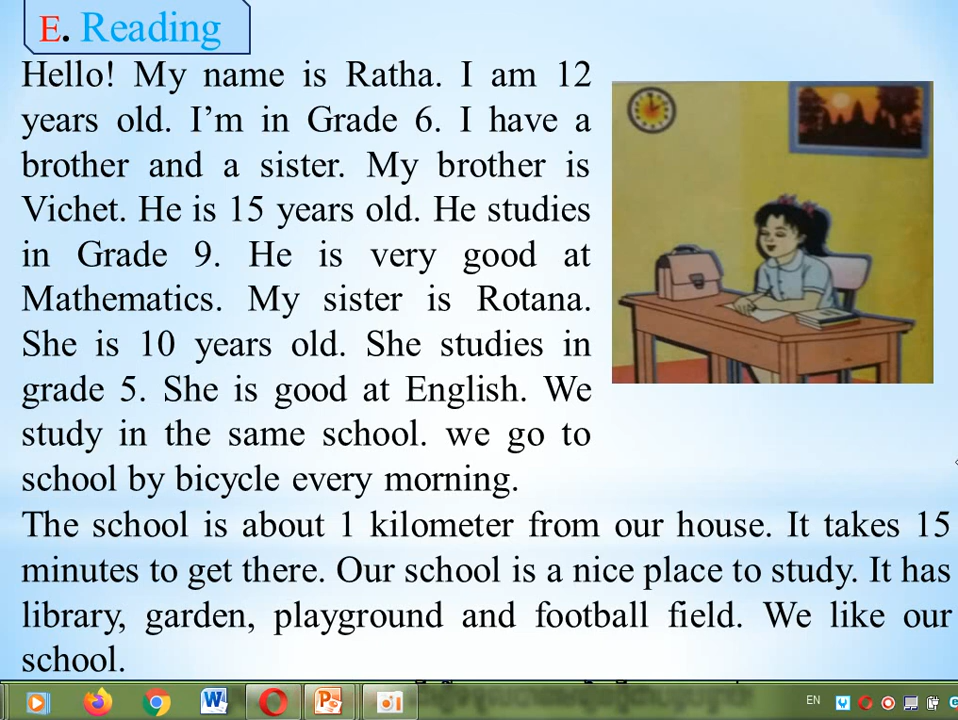 E. Reading
Hello! My name is Ratha. I am 12
years old. I’m in Grade 6. I have a
brother and a sister. My brother is
Vichet. He is 15 years old. He studies
in Grade 9. He is very good at
Mathematics. My sister is Rotana.
She is 10 years old. She studies in
grade 5. She is good at English. We
study in the same school. we go to
school by bicycle every morning.
The school is about 1 kilometer from our house. It takes 15
minutes to get there. Our school is a nice place to study. It has
library, garden, playground and football field. We like our
school.
EN